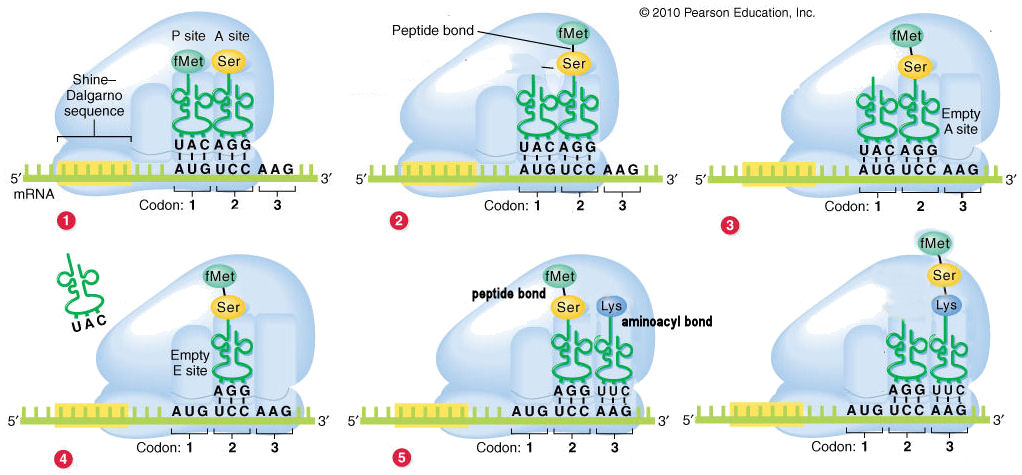 © 2010 Pearson Education, Inc.
P site A site
fMet Ser
Shine–
Dalgarno
sequence
UAC AGG
AUG UCC AAG
5′ 3′
mRNA
Codon: 1 2 3
1
Peptide bond
fMet
Ser
UAC AGG
AUG UCC AAG
5′ 3′
Codon: 1 2 3
2
fMet
Ser
Empty
A site
UAC AGG
AUG UCC AAG
5′ 3′
Codon: 1 2 3
3
UAC
fMet
Ser
Empty
E site
AGG
AUG UCC AAG
5′ 3′
Codon: 1 2 3
4
fMet
peptide bond
Ser Lys
aminoacyl bond
AGG UUC
AUG UCC AAG
5′ 3′
Codon: 1 2 3
5
fMet
Ser
Lys
AGG UUC
AUG UCC AAG
5′ 3′
Codon: 1 2 3